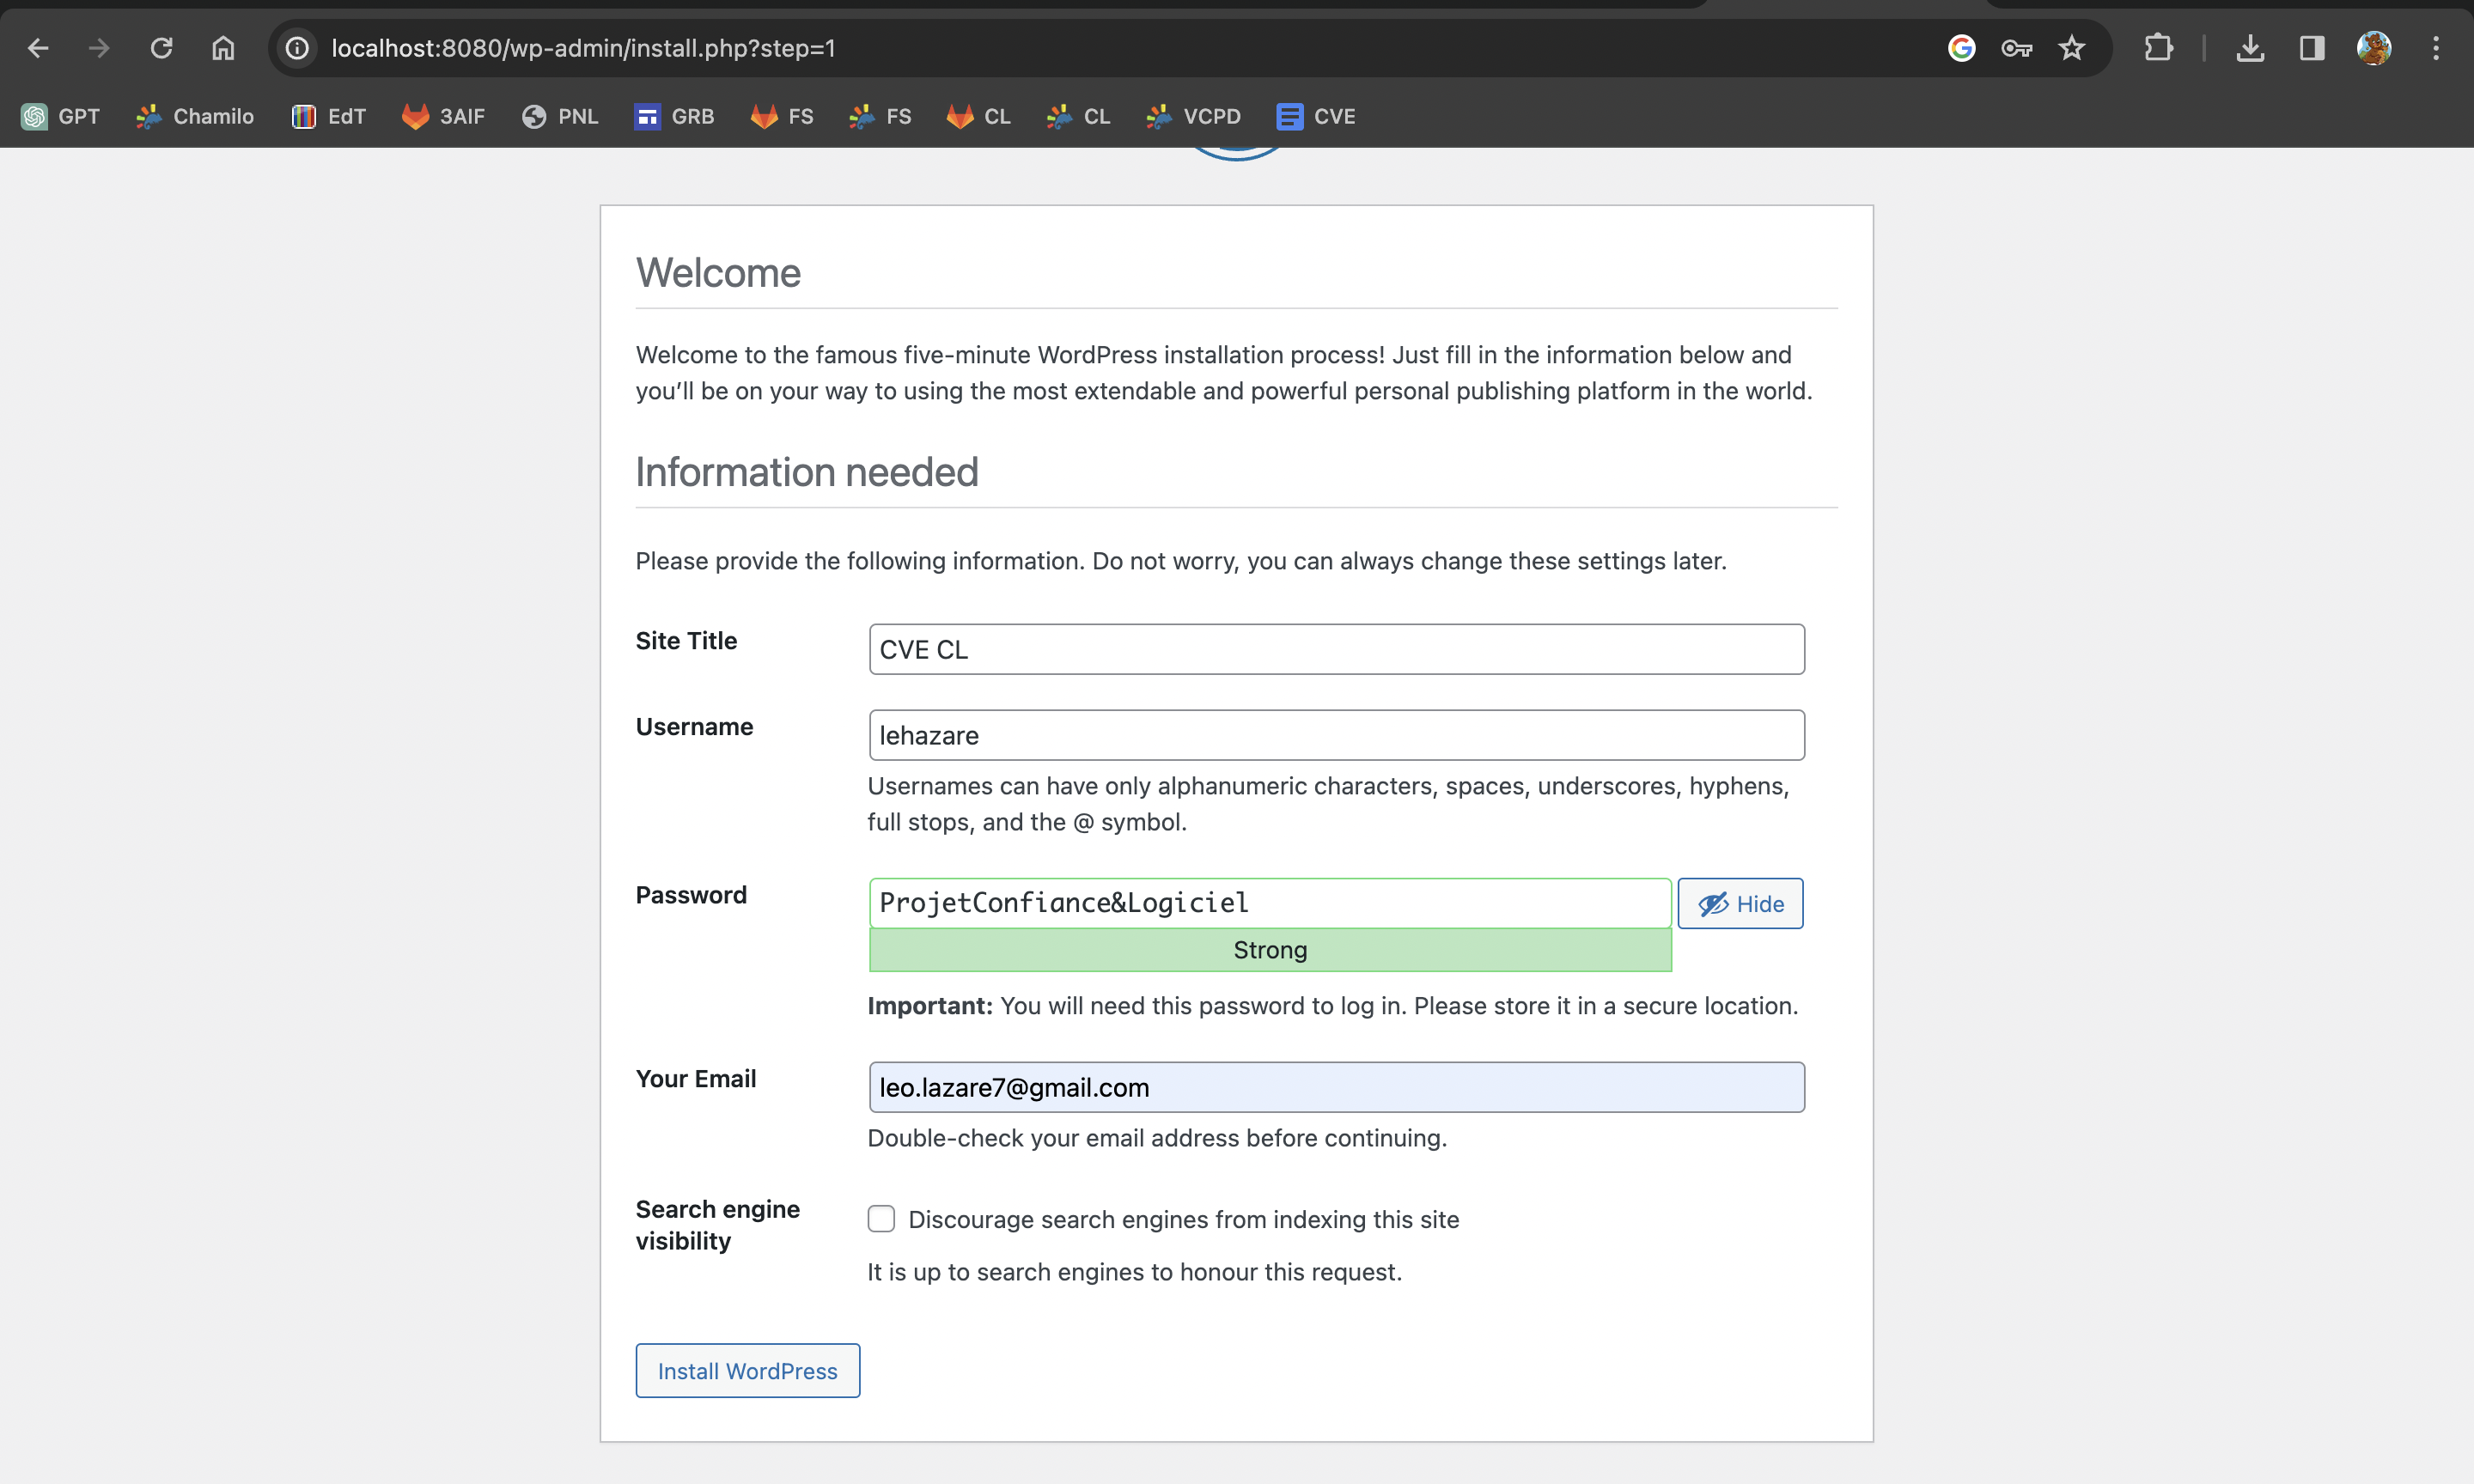 localhost:8080/wp-admin/install.php?step=1
GPT Chamilo EdT 3AIF PNL GRB FS FS CL CL VCPD CVE
Welcome
Welcome to the famous five-minute WordPress installation process! Just fill in the information below and
you’ll be on your way to using the most extendable and powerful personal publishing platform in the world.
Information needed
Please provide the following information. Do not worry, you can always change these settings later.
Site Title CVE CL
Username lehazare
Usernames can have only alphanumeric characters, spaces, underscores, hyphens,
full stops, and the @ symbol.
Password ProjetConfiance&Logiciel Hide
Strong
Important: You will need this password to log in. Please store it in a secure location.
Your Email leo.lazare7@gmail.com
Double-check your email address before continuing.
Search engine
visibility
Discourage search engines from indexing this site
It is up to search engines to honour this request.
Install WordPress